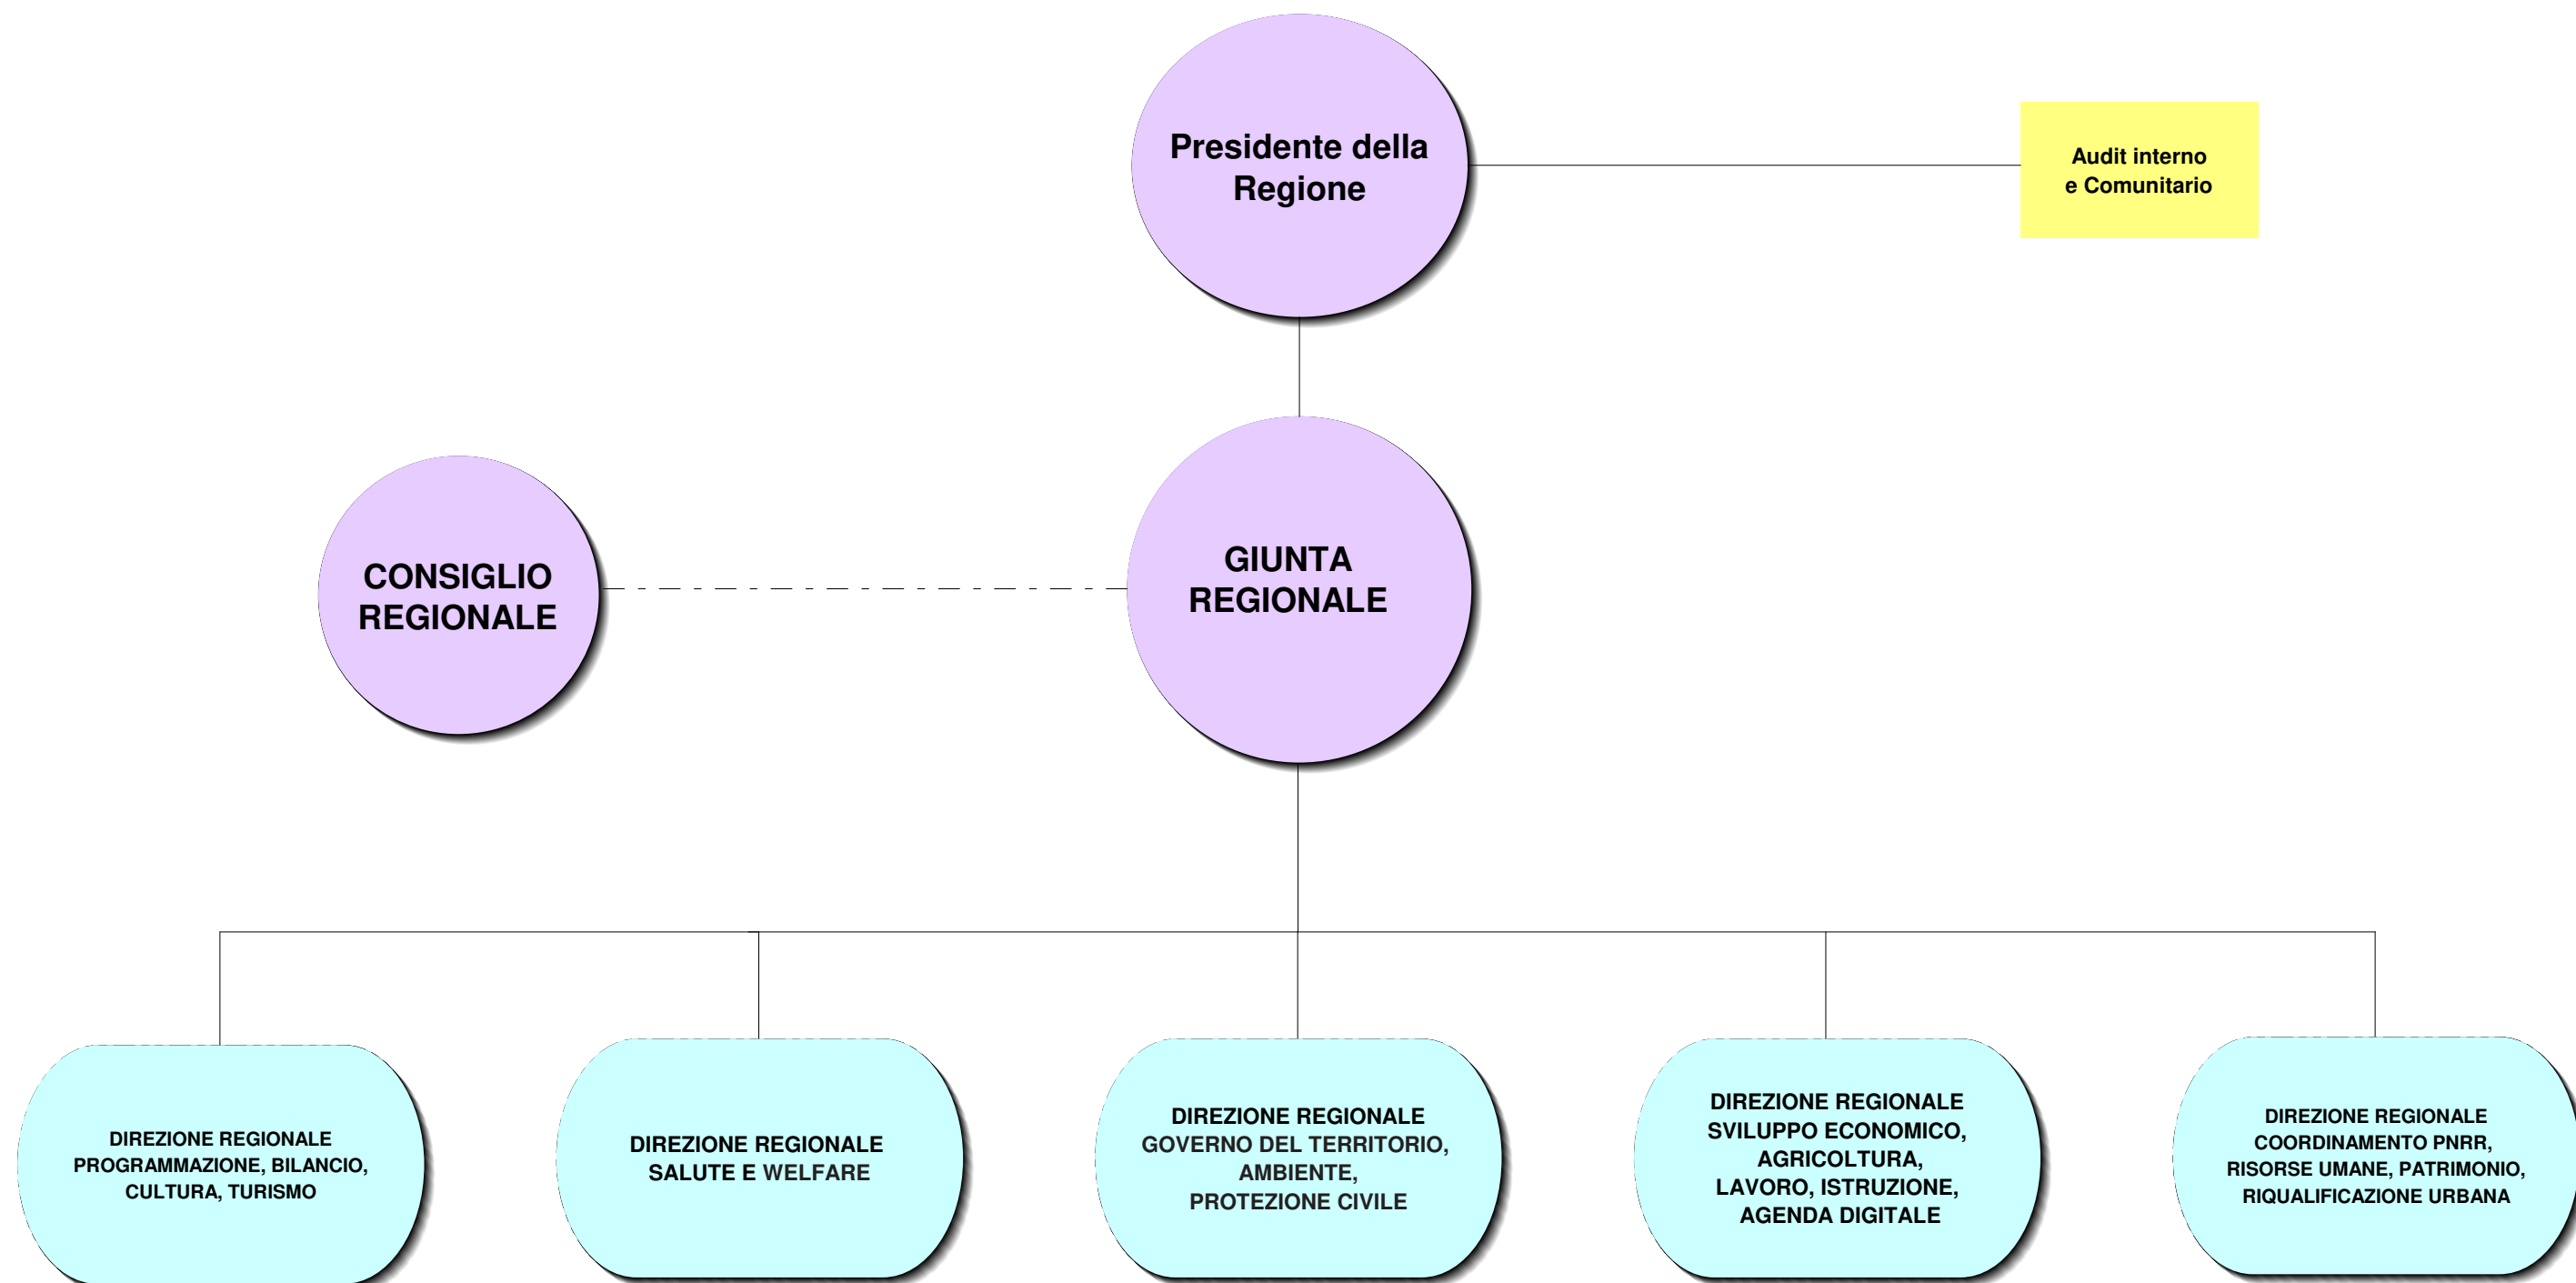 Presidente della
Regione
Audit interno
e Comunitario
CONSIGLIO
REGIONALE
GIUNTA
REGIONALE
DIREZIONE REGIONALE
PROGRAMMAZIONE, BILANCIO,
CULTURA, TURISMO
DIREZIONE REGIONALE
SALUTE E WELFARE
DIREZIONE REGIONALE
GOVERNO DEL TERRITORIO,
AMBIENTE,
PROTEZIONE CIVILE
DIREZIONE REGIONALE
SVILUPPO ECONOMICO,
AGRICOLTURA,
LAVORO, ISTRUZIONE,
AGENDA DIGITALE
DIREZIONE REGIONALE
COORDINAMENTO PNRR,
RISORSE UMANE, PATRIMONIO,
RIQUALIFICAZIONE URBANA